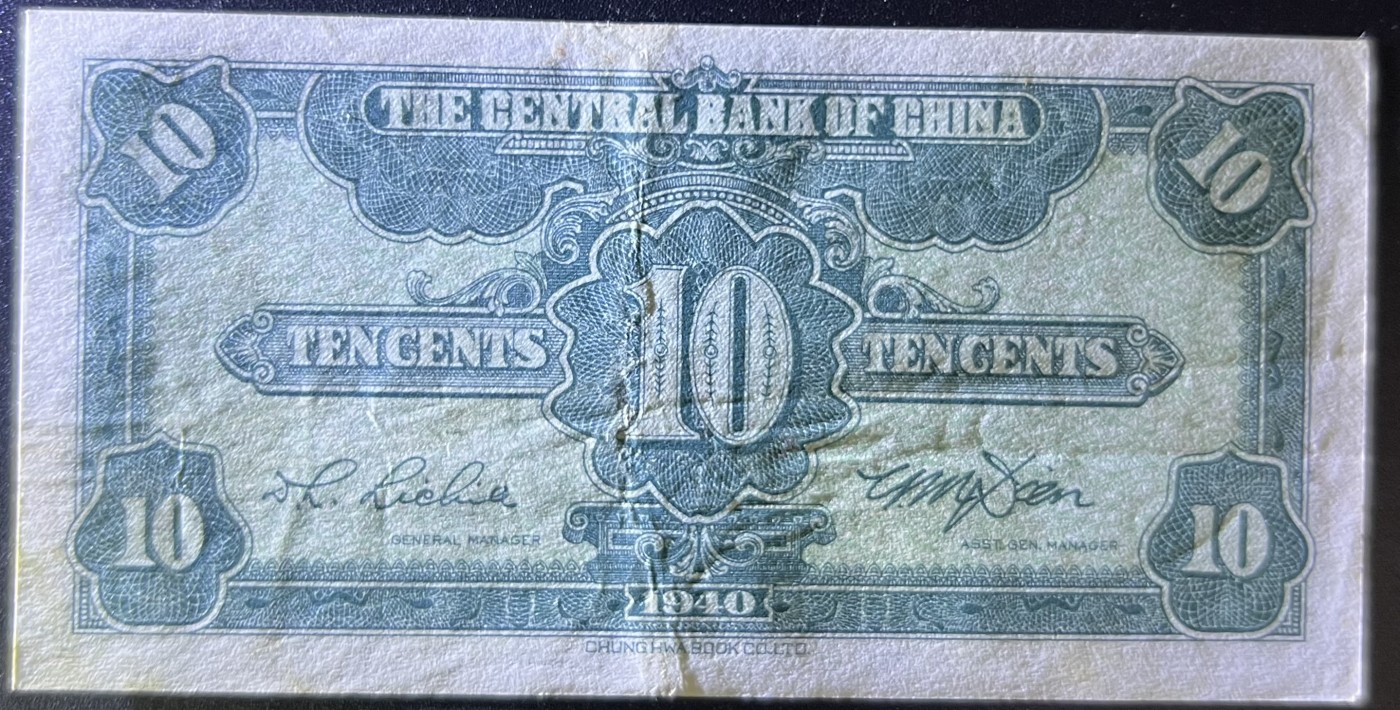 10 THE CENTRAL BANK OF CHINA 10
TEN CENTS 10 TEN CENTS
GENERAL MANAGER ASST. GEN. MANAGER
10 1940 10
CHUNG HWA BOOK CO. LTD.